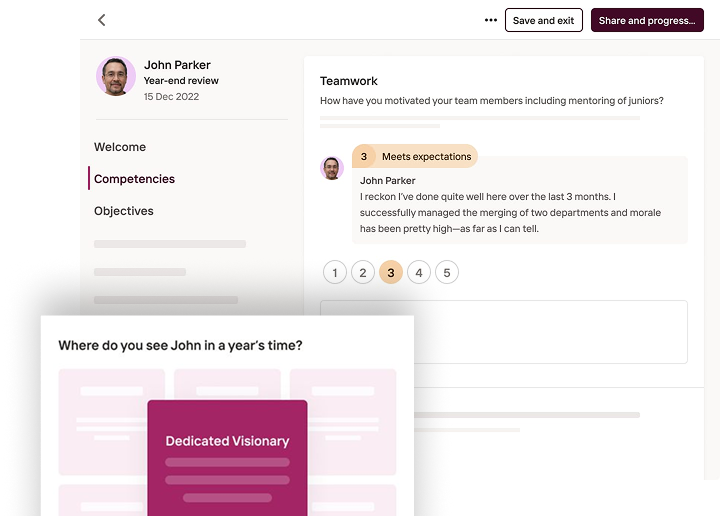 Save and exit
Share and progress...
John Parker
Year-end review
15 Dec 2022
Welcome
Competencies
Objectives
Teamwork
How have you motivated your team members including mentoring of juniors?
3 Meets expectations
John Parker
I reckon I've done quite well here over the last 3 months. I
successfully managed the merging of two departments and morale
has been pretty high—as far as I can tell.
1 2 3 4 5
Where do you see John in a year's time?
Dedicated Visionary